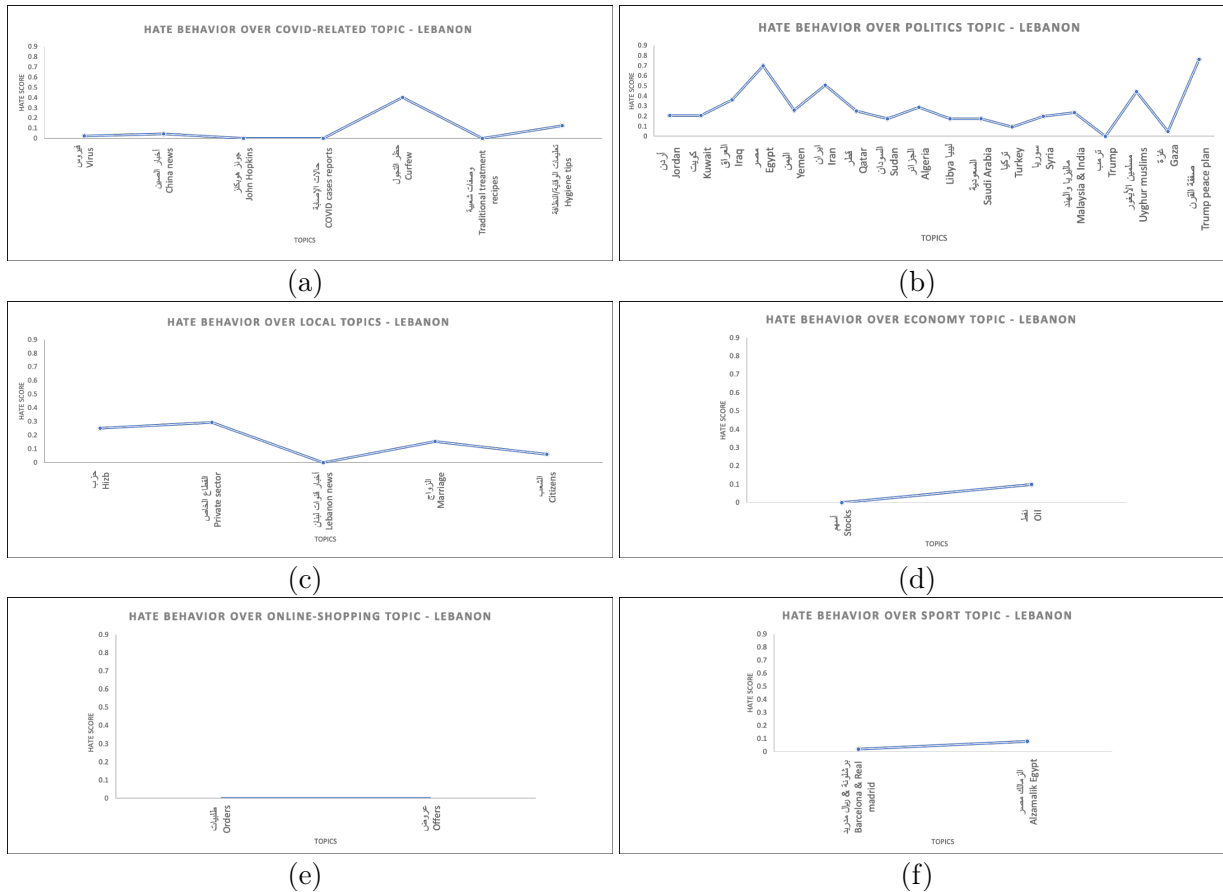 HATE BEHAVIOR OVER COVID-RELATED TOPIC - LEBANON
HATE SCORE
0.9
0.8
0.7
0.6
0.5
0.4
0.3
0.2
0.1
0
فيروس
Virus
أخبار الصين
China news
جونز هوبكنز
John Hopkins
حالات الإصابة
COVID cases reports
حظر التجول
Curfew
وصفات شعبية
Traditional treatment
recipes
تعليمات الوقاية/النظافة
Hygiene tips
TOPICS
(a)
HATE BEHAVIOR OVER POLITICS TOPIC - LEBANON
HATE SCORE
0.9
0.8
0.7
0.6
0.5
0.4
0.3
0.2
0.1
0
أردن
Jordan
كويت
Kuwait
العراق
Iraq
مصر
Egypt
اليمن
Yemen
ايران
Iran
قطر
Qatar
السودان
Sudan
الجزائر
Algeria
ليبيا Libya
السعودية
Saudi Arabia
تركيا
Turkey
سوريا
Syria
ماليزيا والهند
Malaysia & India
ترمب
Trump
مسلمين الأيغور
Uyghur muslims
غزة
Gaza
صفقة القرن
Trump peace plan
TOPICS
(b)
HATE BEHAVIOR OVER LOCAL TOPICS - LEBANON
HATE SCORE
0.9
0.8
0.7
0.6
0.5
0.4
0.3
0.2
0.1
0
حزب
Hizb
القطاع الخاص
Private sector
أخبار قنوات لبنان
Lebanon news
الزواج
Marriage
الشعب
Citizens
TOPICS
(c)
HATE BEHAVIOR OVER ECONOMY TOPIC - LEBANON
HATE SCORE
0.9
0.8
0.7
0.6
0.5
0.4
0.3
0.2
0.1
0
أسهم
Stocks
نفط
Oil
TOPICS
(d)
HATE BEHAVIOR OVER ONLINE-SHOPPING TOPIC - LEBANON
HATE SCORE
0.9
0.8
0.7
0.6
0.5
0.4
0.3
0.2
0.1
0
طلبيات
Orders
عروض
Offers
TOPICS
(e)
HATE BEHAVIOR OVER SPORT TOPIC - LEBANON
HATE SCORE
0.9
0.8
0.7
0.6
0.5
0.4
0.3
0.2
0.1
0
برشلونة & ريال مدريد
Barcelona & Real
madrid
الزمالك مصر
Alzamalik Egypt
TOPICS
(f)